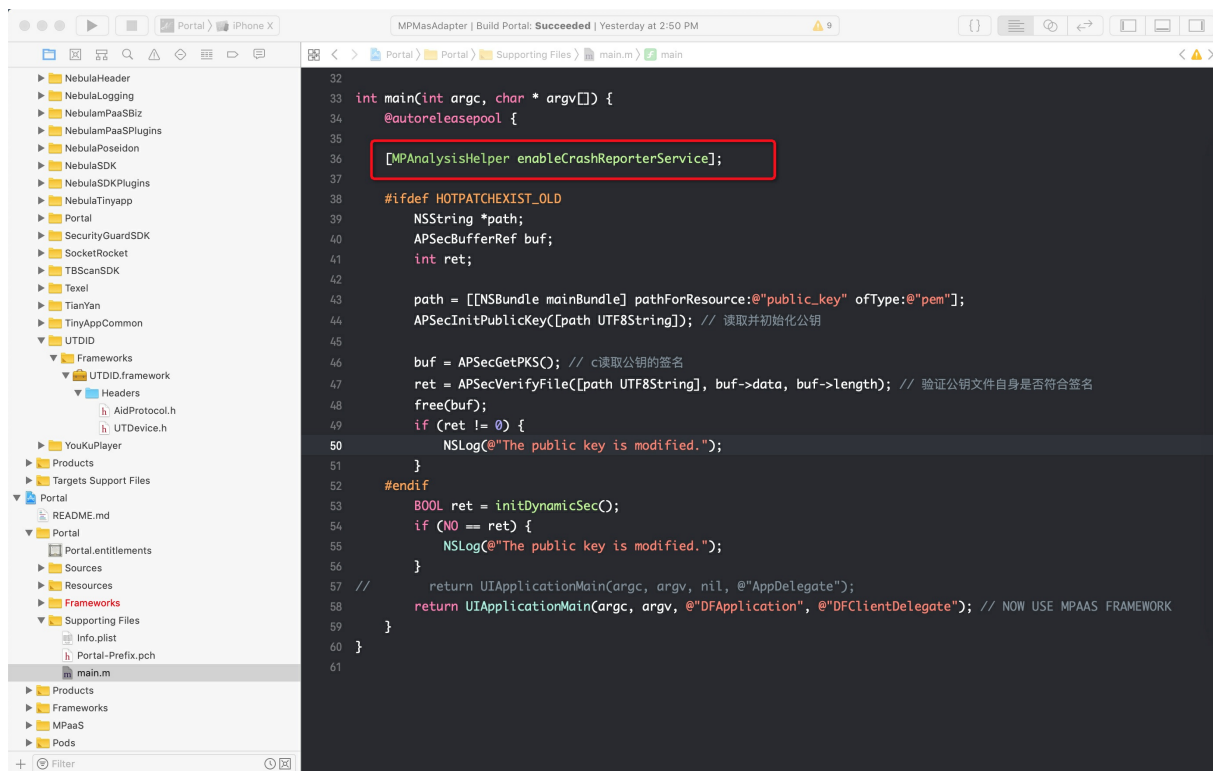 Portal 〉 iPhone X
MPMasAdapter | Build Portal: Succeeded | Yesterday at 2:50 PM
9
Portal 〉 Portal 〉 Supporting Files 〉 main.m 〉 main
NebulaHeader
NebulaLogging
NebulamPaaSBiz
NebulamPaaSPlugins
NebulaPoseidon
NebulaSDK
NebulaSDKPlugins
NebulaTinyapp
Portal
SecurityGuardSDK
SocketRocket
TBScanSDK
Texel
TianYan
TinyAppCommon
UTDID
Frameworks
UTDID.framework
Headers
h AidProtocol.h
h UTDevice.h
YouKuPlayer
Products
Targets Support Files
Portal
README.md
Portal
Portal.entitlements
Sources
Resources
Frameworks
Supporting Files
Info.plist
h Portal-Prefix.pch
m main.m
Products
Frameworks
MPaaS
Pods
Filter
32
33 int main(int argc, char * argv[]) {
34 @autoreleasepool {
35
36 [MPAnalysisHelper enableCrashReporterService];
37
38 #ifdef HOTPATCHEXIST_OLD
39 NSString *path;
40 APSecBufferRef buf;
41 int ret;
42
43 path = [[NSBundle mainBundle] pathForResource:@"public_key" ofType:@"pem"];
44 APSecInitPublicKey([path UTF8String]); // 读取并初始化公钥
45
46 buf = APSecGetPKS(); // c读取公钥的签名
47 ret = APSecVerifyFile([path UTF8String], buf->data, buf->length); // 验证公钥文件自身是否符合签名
48 free(buf);
49 if (ret != 0) {
50 NSLog(@"The public key is modified.");
51 }
52 #endif
53 BOOL ret = initDynamicSec();
54 if (NO == ret) {
55 NSLog(@"The public key is modified.");
56 }
57 // return UIApplicationMain(argc, argv, nil, @"AppDelegate");
58 return UIApplicationMain(argc, argv, @"DFApplication", @"DFClientDelegate"); // NOW USE MPAAS FRAMEWORK
59 }
60 }
61